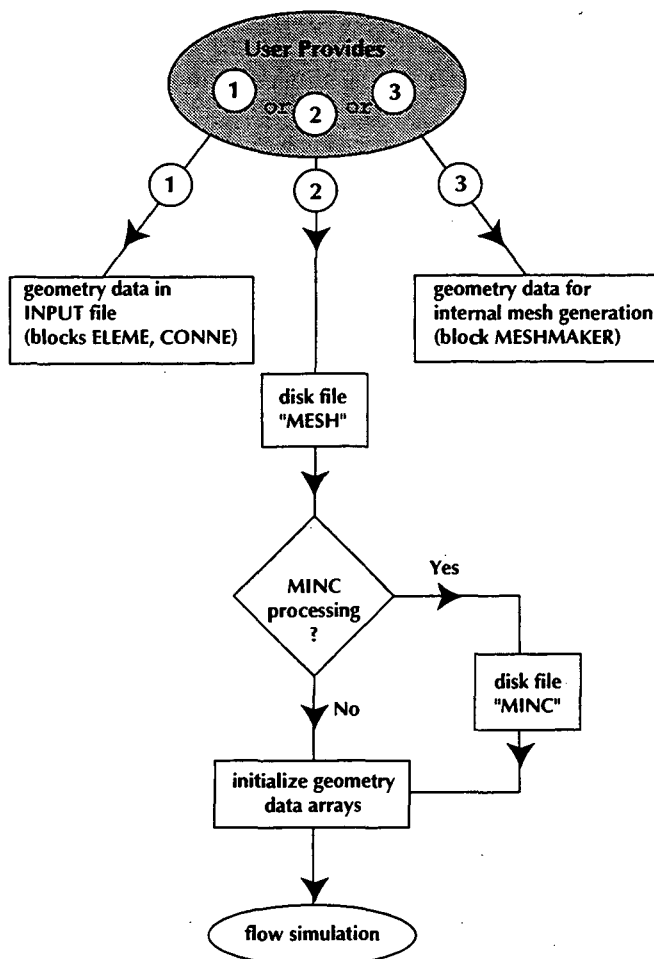 User Provides
1 or 2 or 3
1
2
3
geometry data in
INPUT file
(blocks ELEME, CONNE)
geometry data for
internal mesh generation
(block MESHMAKER)
disk file
"MESH"
MINC
processing
?
Yes
disk file
"MINC"
No
initialize geometry
data arrays
flow simulation